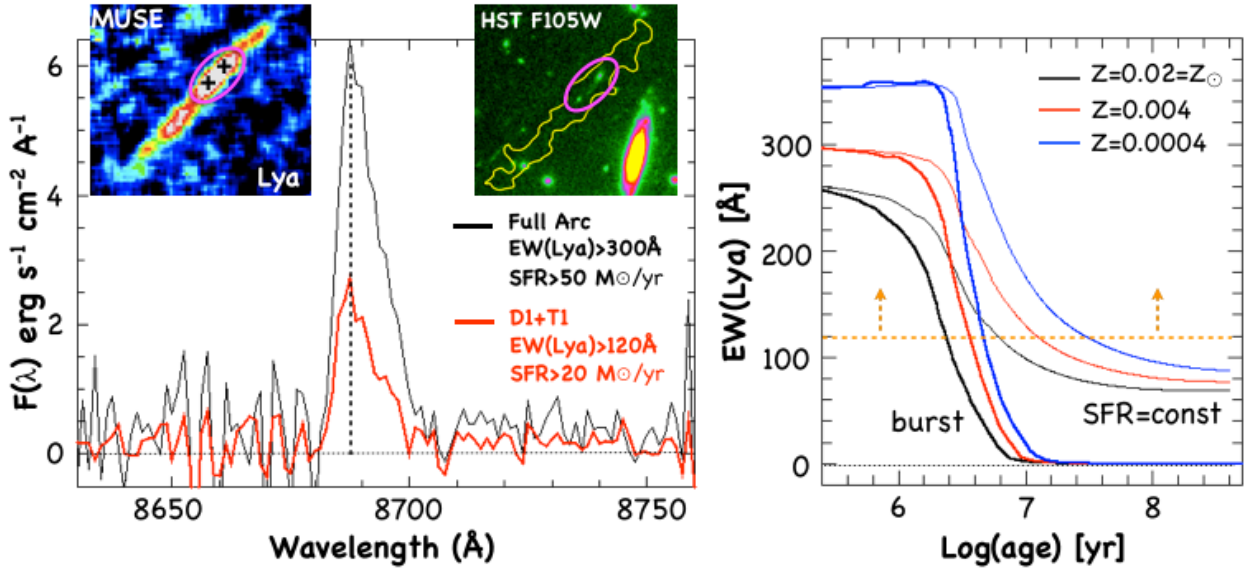 MUSE
Lya
HST F105W
F(λ) erg s⁻¹ cm⁻² A⁻¹
6
4
2
0
Full Arc
EW(Lya)>300Å
SFR>50 M⊙/yr
D1+T1
EW(Lya)>120Å
SFR>20 M⊙/yr
8650
8700
8750
Wavelength (Å)
EW(Lya) [Å]
300
200
100
0
Z=0.02=Z⊙
Z=0.004
Z=0.0004
burst
SFR=const
6
7
8
Log(age) [yr]